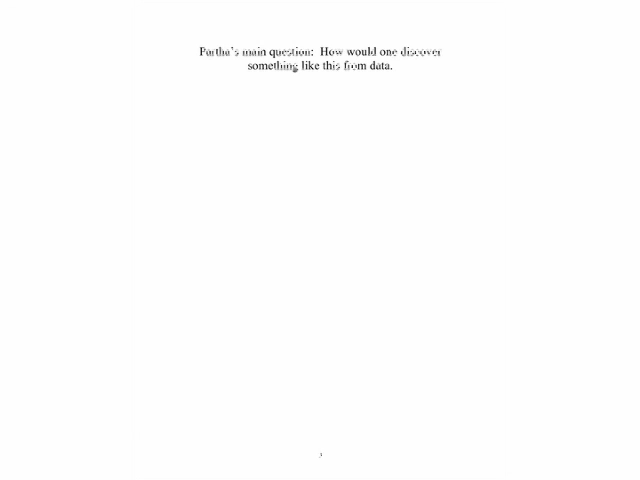 Partha's main question: How would one discover
something like this from data.